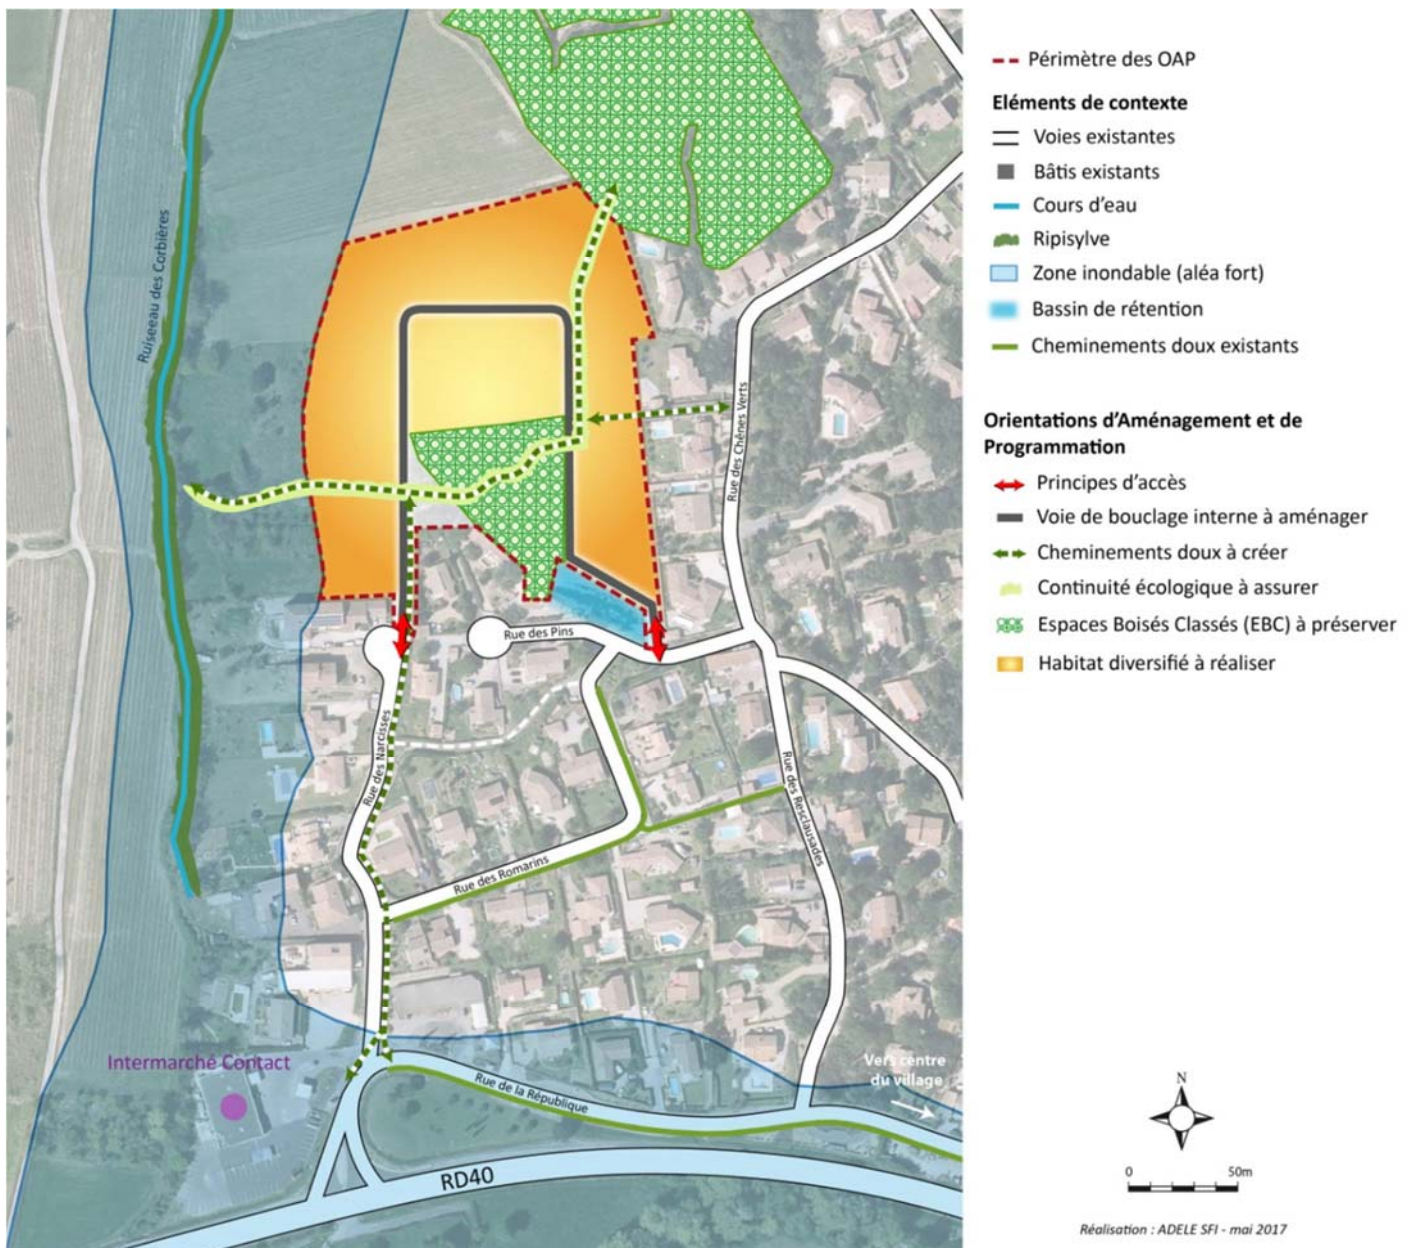 Périmètre des OAP
Eléments de contexte
Voies existantes
Bâtis existants
Cours d'eau
Ripisylve
Zone inondable (aléa fort)
Bassin de rétention
Cheminements doux existants
Orientations d'Aménagement et de
Programmation
Principes d'accès
Voie de bouclage interne à aménager
Cheminements doux à créer
Continuité écologique à assurer
Espaces Boisés Classés (EBC) à préserver
Habitat diversifié à réaliser
Ruiseeau des Corbières
Rue des Chênes Verts
Rue des Pins
Rue des Narcisses
Rue des Resclausades
Rue des Romarins
Intermarché Contact
Vers centre
du village
Rue de la République
RD40
N
0 50m
Réalisation : ADELE SFI - mai 2017